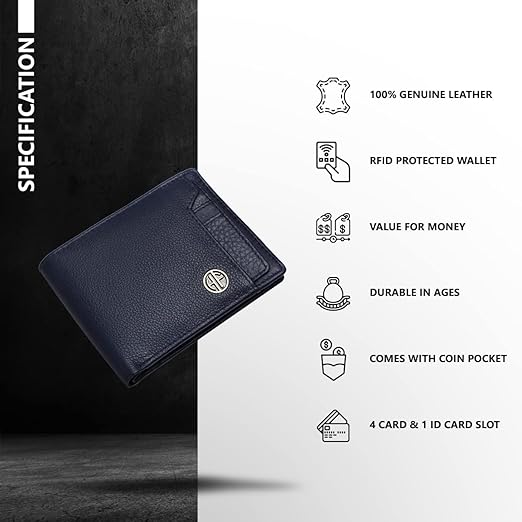 SPECIFICATION
100% GENUINE LEATHER
RFID PROTECTED WALLET
$$ $
VALUE FOR MONEY
DURABLE IN AGES
$
$
COMES WITH COIN POCKET
4 CARD & 1 ID CARD SLOT